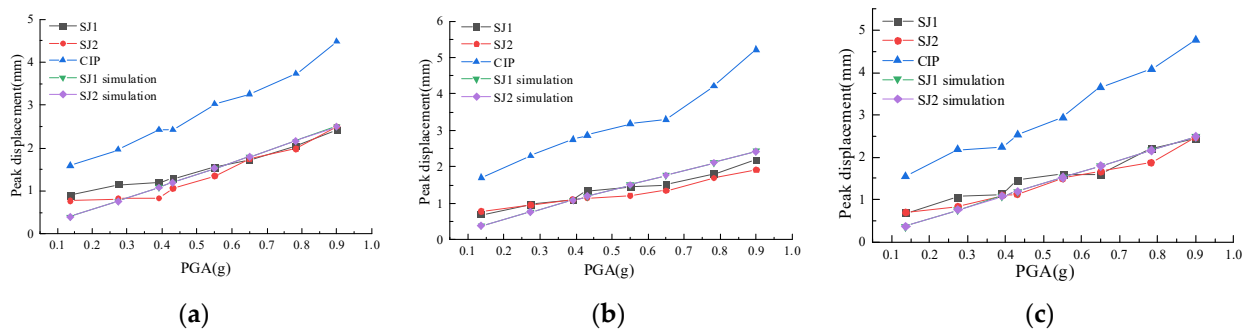 SJ1
SJ2
CIP
SJ1 simulation
SJ2 simulation
Peak displacement(mm)
5
4
3
2
1
0
0.1 0.2 0.3 0.4 0.5 0.6 0.7 0.8 0.9 1.0
PGA(g)
(a)
SJ1
SJ2
CIP
SJ1 simulation
SJ2 simulation
Peak displacement(mm)
6
5
4
3
2
1
0
0.1 0.2 0.3 0.4 0.5 0.6 0.7 0.8 0.9 1.0
PGA(g)
(b)
SJ1
SJ2
CIP
SJ1 simulation
SJ2 simulation
Peak displacement(mm)
5
4
3
2
1
0
0.1 0.2 0.3 0.4 0.5 0.6 0.7 0.8 0.9 1.0
PGA(g)
(c)